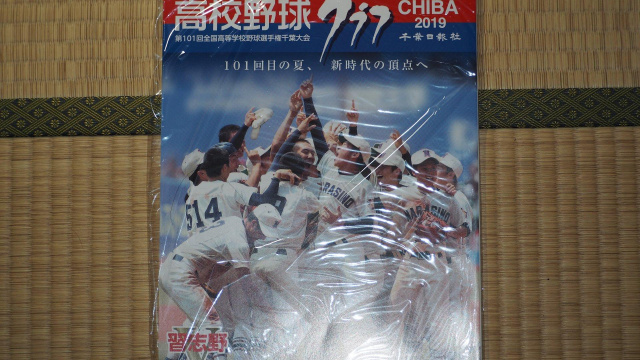 高校野球グラフ CHIBA 2019
第101回全国高等学校野球選手権千葉大会
千葉日報社
101回目の夏、 新時代の頂点へ
514
NARASHINO
習志野